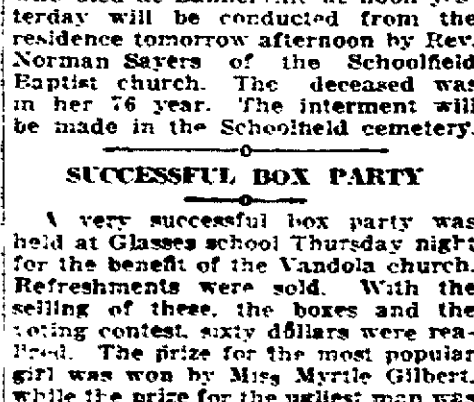 terday will be conducted from the
residence tomorrow afternoon by Rev.
Norman Sayers of the Schoolfield
Baptist church. The deceased was
in her 76 year. The interment will
be made in the Schoolfield cemetery.
SUCCESSFUL BOX PARTY
A very successful box party was
held at Glasses school Thursday night
for the benefit of the Vandola church.
Refreshments were sold. With the
selling of these, the boxes and the
voting contest, sixty dollars were rea-
lized. The prize for the most popular
girl was won by Miss Myrtle Gilbert,
while the prize for the ugliest man was